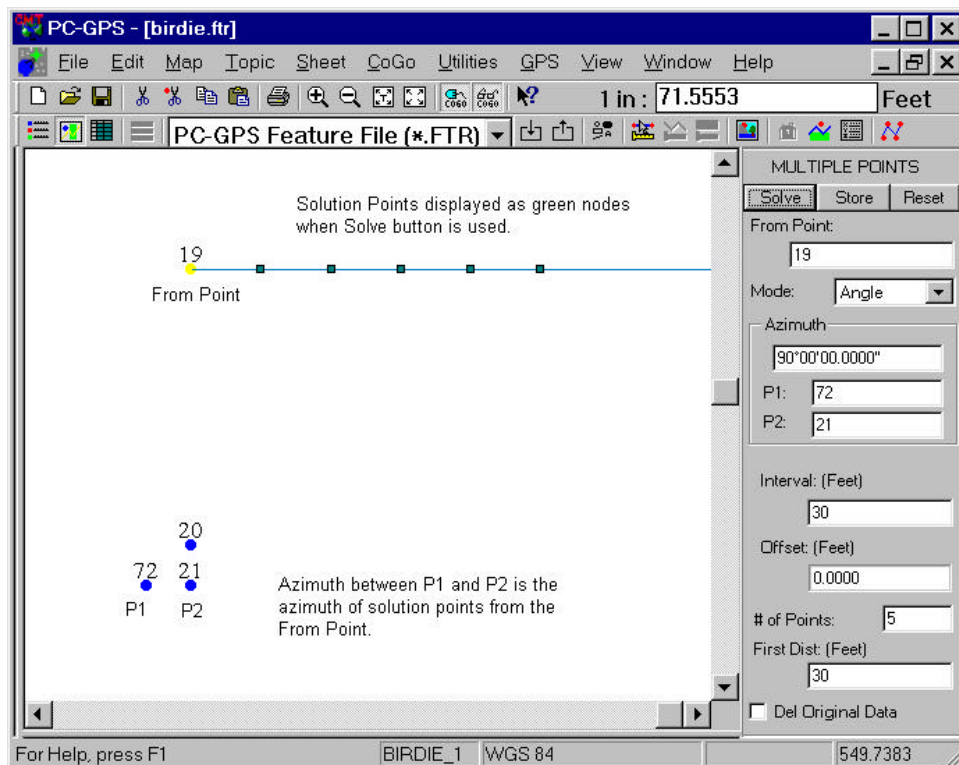 PC-GPS - [birdie.ftr]
File Edit Map Topic Sheet CoGo Utilities GPS View Window Help
COGO COGO 1 in : 71.5553 Feet
PC-GPS Feature File (*.FTR)
MULTIPLE POINTS
Solve Store Reset
From Point:
19
Mode: Angle
Azimuth
90°00'00.0000"
P1: 72
P2: 21
Interval: (Feet)
30
Offset: (Feet)
0.0000
# of Points: 5
First Dist: (Feet)
30
Del Original Data
Solution Points displayed as green nodes
when Solve button is used.
19
From Point
20
72 21
P1 P2
Azimuth between P1 and P2 is the
azimuth of solution points from the
From Point.
For Help, press F1 BIRDIE_1 WGS 84 549.7383